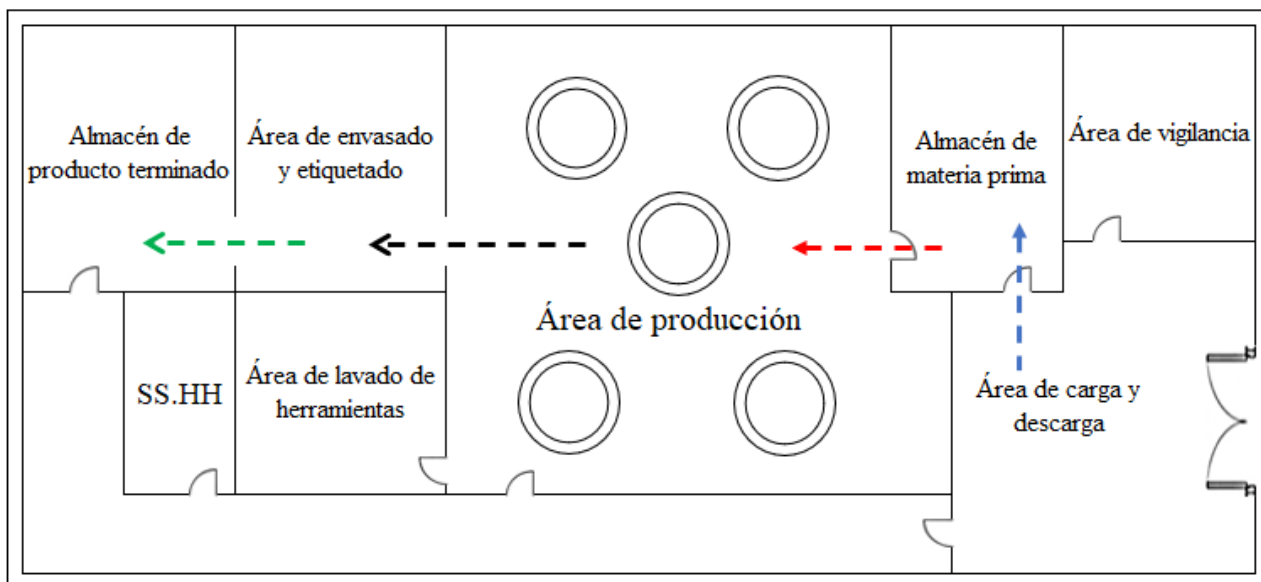 Almacén de
producto terminado
Área de envasado
y etiquetado
Almacén de
materia prima
Área de vigilancia
Área de producción
SS.HH
Área de lavado de
herramientas
Área de carga y
descarga